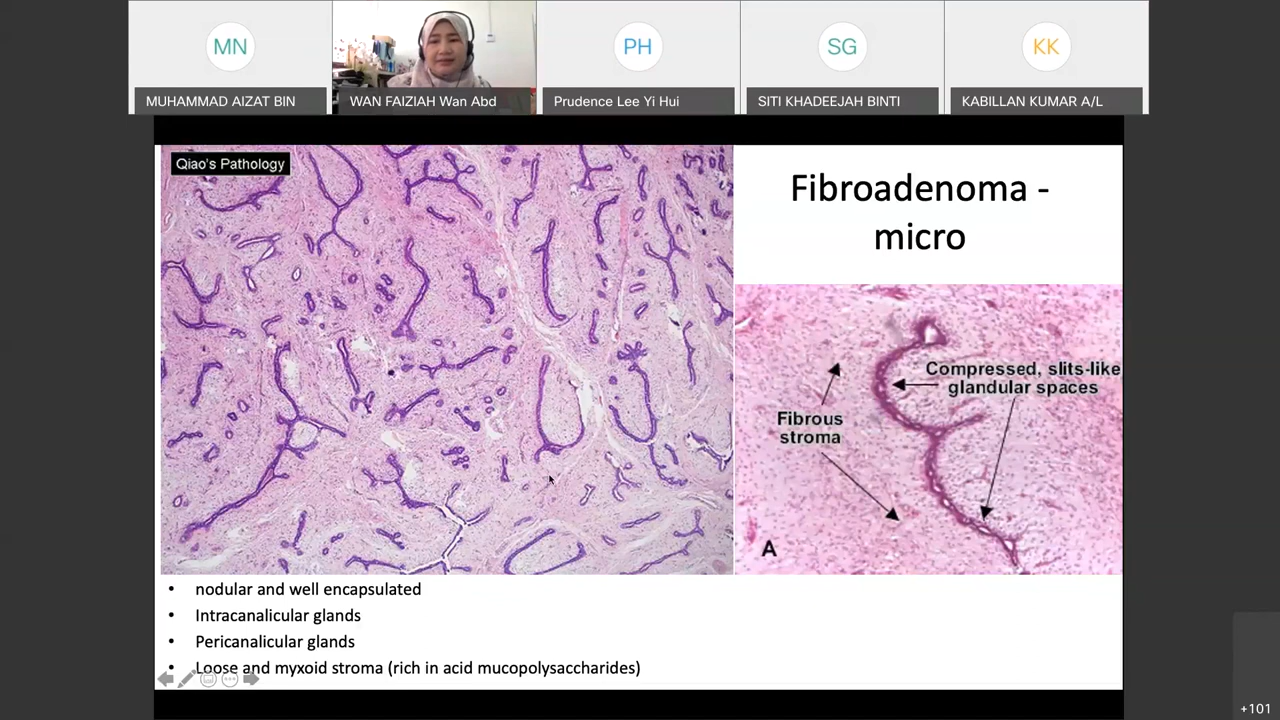 MN
PH
SG
KK
MUHAMMAD AIZAT BIN
WAN FAIZIAH Wan Abd
Prudence Lee Yi Hui
SITI KHADEEJAH BINTI
KABILLAN KUMAR A/L
Qiao's Pathology
Fibroadenoma -
micro
Compressed, slits-like
glandular spaces
Fibrous
stroma
A
• nodular and well encapsulated
• Intracanalicular glands
• Pericanalicular glands
• Loose and myxoid stroma (rich in acid mucopolysaccharides)
+101